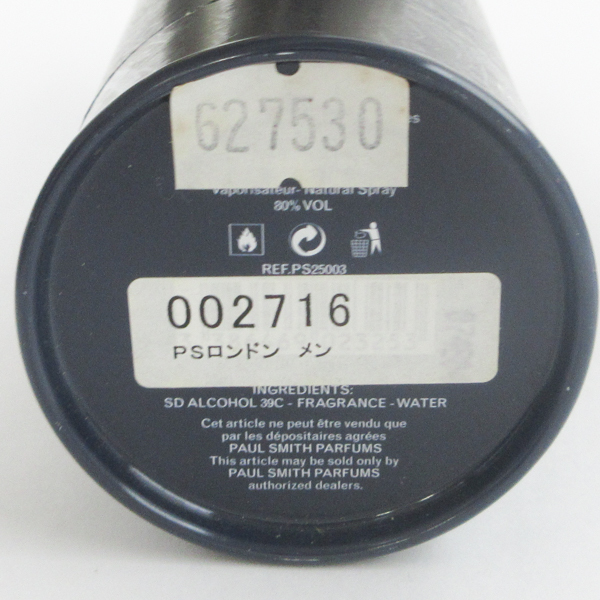 627530
Vaporisateur- Natural Spray
80% VOL
REF.PS25003
002716
PSロンドン メン
INGREDIENTS:
SD ALCOHOL 39C - FRAGRANCE - WATER
Cet article ne peut être vendu que
par les dépositaires agrées
PAUL SMITH PARFUMS
This article may be sold only by
PAUL SMITH PARFUMS
authorized dealers.